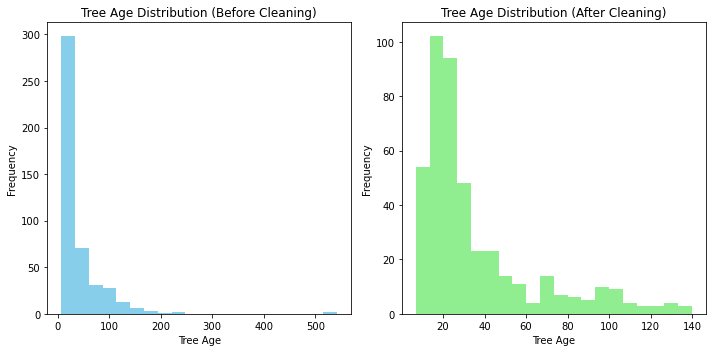 Tree Age Distribution (Before Cleaning)
Frequency
300
250
200
150
100
50
0
0 100 200 300 400 500
Tree Age
Tree Age Distribution (After Cleaning)
Frequency
100
80
60
40
20
0
20 40 60 80 100 120 140
Tree Age